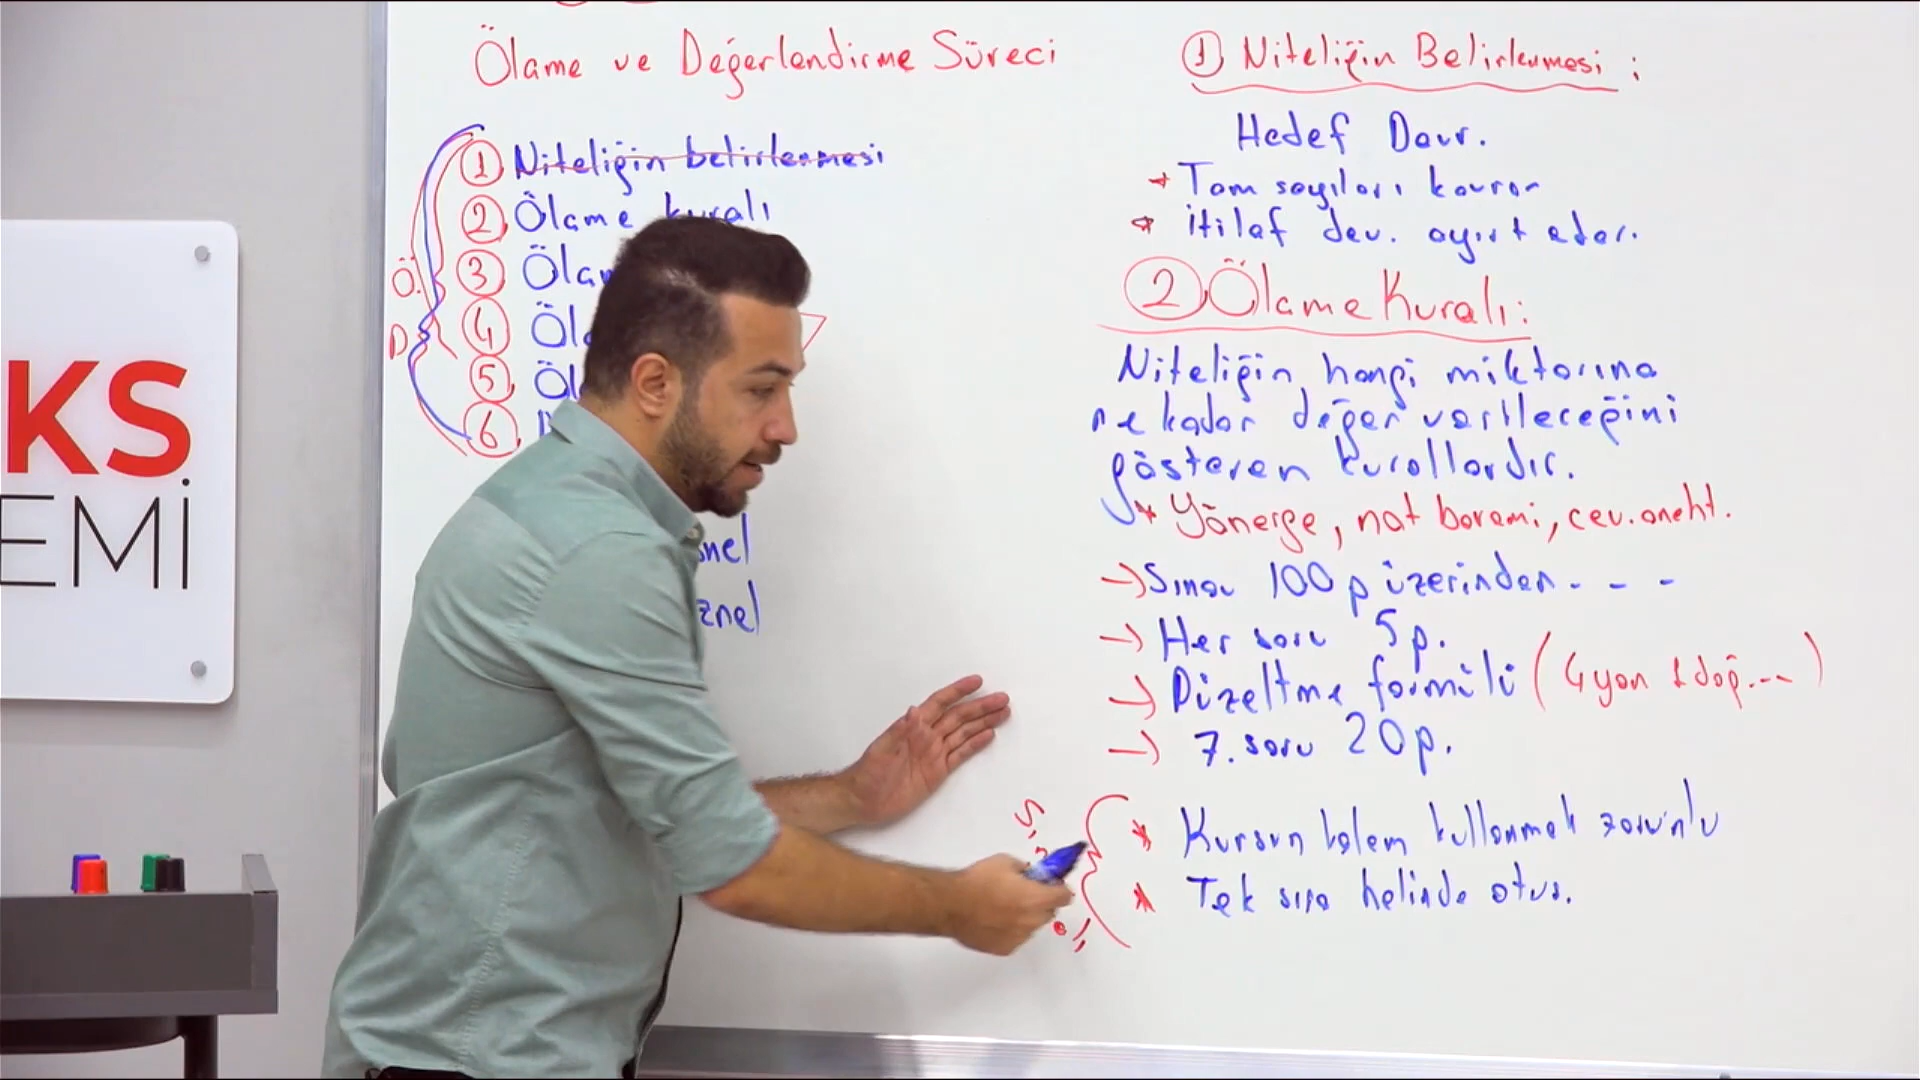 KS
EMİ
Ölçme ve Değerlendirme Süreci
Ö.
D
① Niteliğin belirlenmesi
② Ölçme kuralı
③ Ölçm
④ Ölç
⑤ Ölç
⑥
snel
znel
① Niteliğin Belirlenmesi :
Hedef Davr.
→ Tam sayıları kavrar
* İtilaf dev. ayırt eder.
② Ölçme Kuralı :
Niteliğin hangi miktarına
ne kadar değer verileceğini
gösteren kurallardır.
* Yönerge, not baremi, cev. anaht.
→ Sınav 100 p üzerinden - - -
→ Her soru 5 p.
→ Düzeltme formülü (4 yan 1 doğ. --- )
→ 7. soru 20 p.
* Kurşun kalem kullanmak zorunlu
* Tek sıra halinde otur.